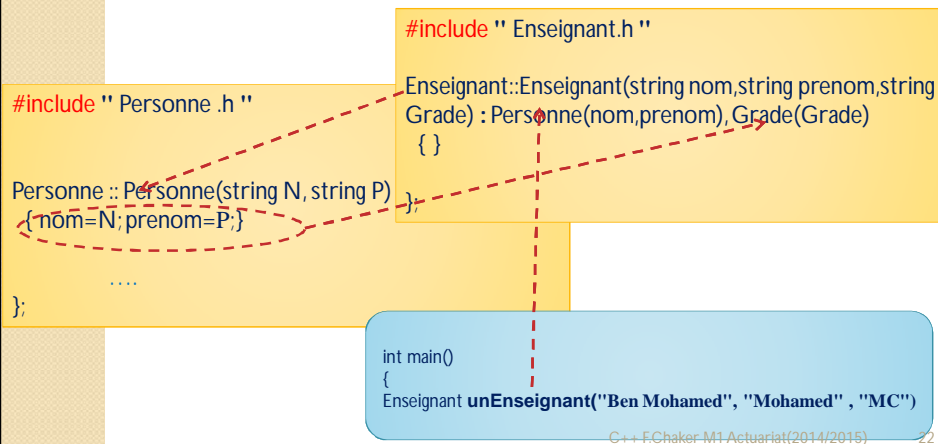 #include " Personne .h "
Personne :: Personne(string N, string P)
{ nom=N; prenom=P;}
....
};
#include " Enseignant.h "
Enseignant::Enseignant(string nom,string prenom,string
Grade) : Personne(nom,prenom),Grade(Grade)
{ }
};
int main()
{
Enseignant unEnseignant("Ben Mohamed", "Mohamed" , "MC")
C++ F.Chaker M1 Actuariat(2014/2015) 22